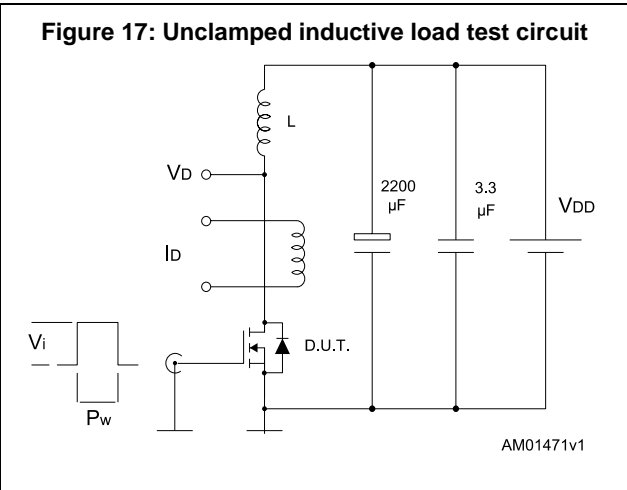 Figure 17: Unclamped inductive load test circuit
L
VD
2200
µF
3.3
µF
VDD
ID
Vi
D.U.T.
Pw
AM01471v1